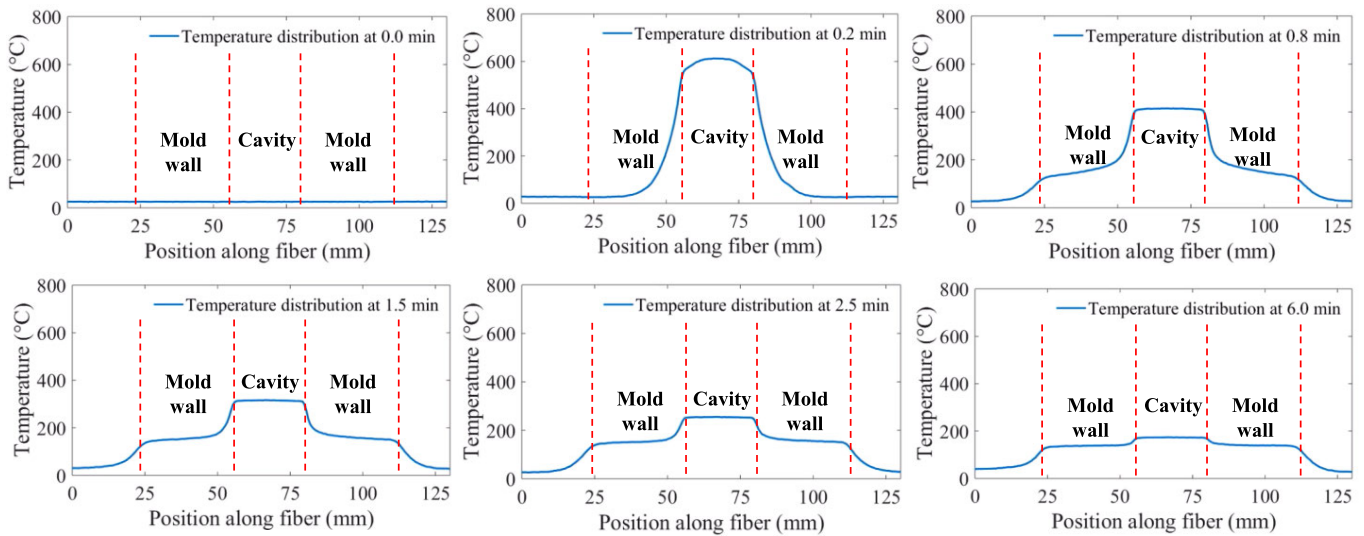 Temperature distribution at 0.0 min
800
600
400
200
0
Temperature (°C)
Mold
wall
Cavity
Mold
wall
0 25 50 75 100 125
Position along fiber (mm)
Temperature distribution at 0.2 min
800
600
400
200
0
Temperature (°C)
Mold
wall
Cavity
Mold
wall
0 25 50 75 100 125
Position along fiber (mm)
Temperature distribution at 0.8 min
800
600
400
200
0
Temperature (°C)
Mold
wall
Cavity
Mold
wall
0 25 50 75 100 125
Position along fiber (mm)
Temperature distribution at 1.5 min
800
600
400
200
0
Temperature (°C)
Mold
wall
Cavity
Mold
wall
0 25 50 75 100 125
Position along fiber (mm)
Temperature distribution at 2.5 min
800
600
400
200
0
Temperature (°C)
Mold
wall
Cavity
Mold
wall
0 25 50 75 100 125
Position along fiber (mm)
Temperature distribution at 6.0 min
800
600
400
200
0
Temperature (°C)
Mold
wall
Cavity
Mold
wall
0 25 50 75 100 125
Position along fiber (mm)